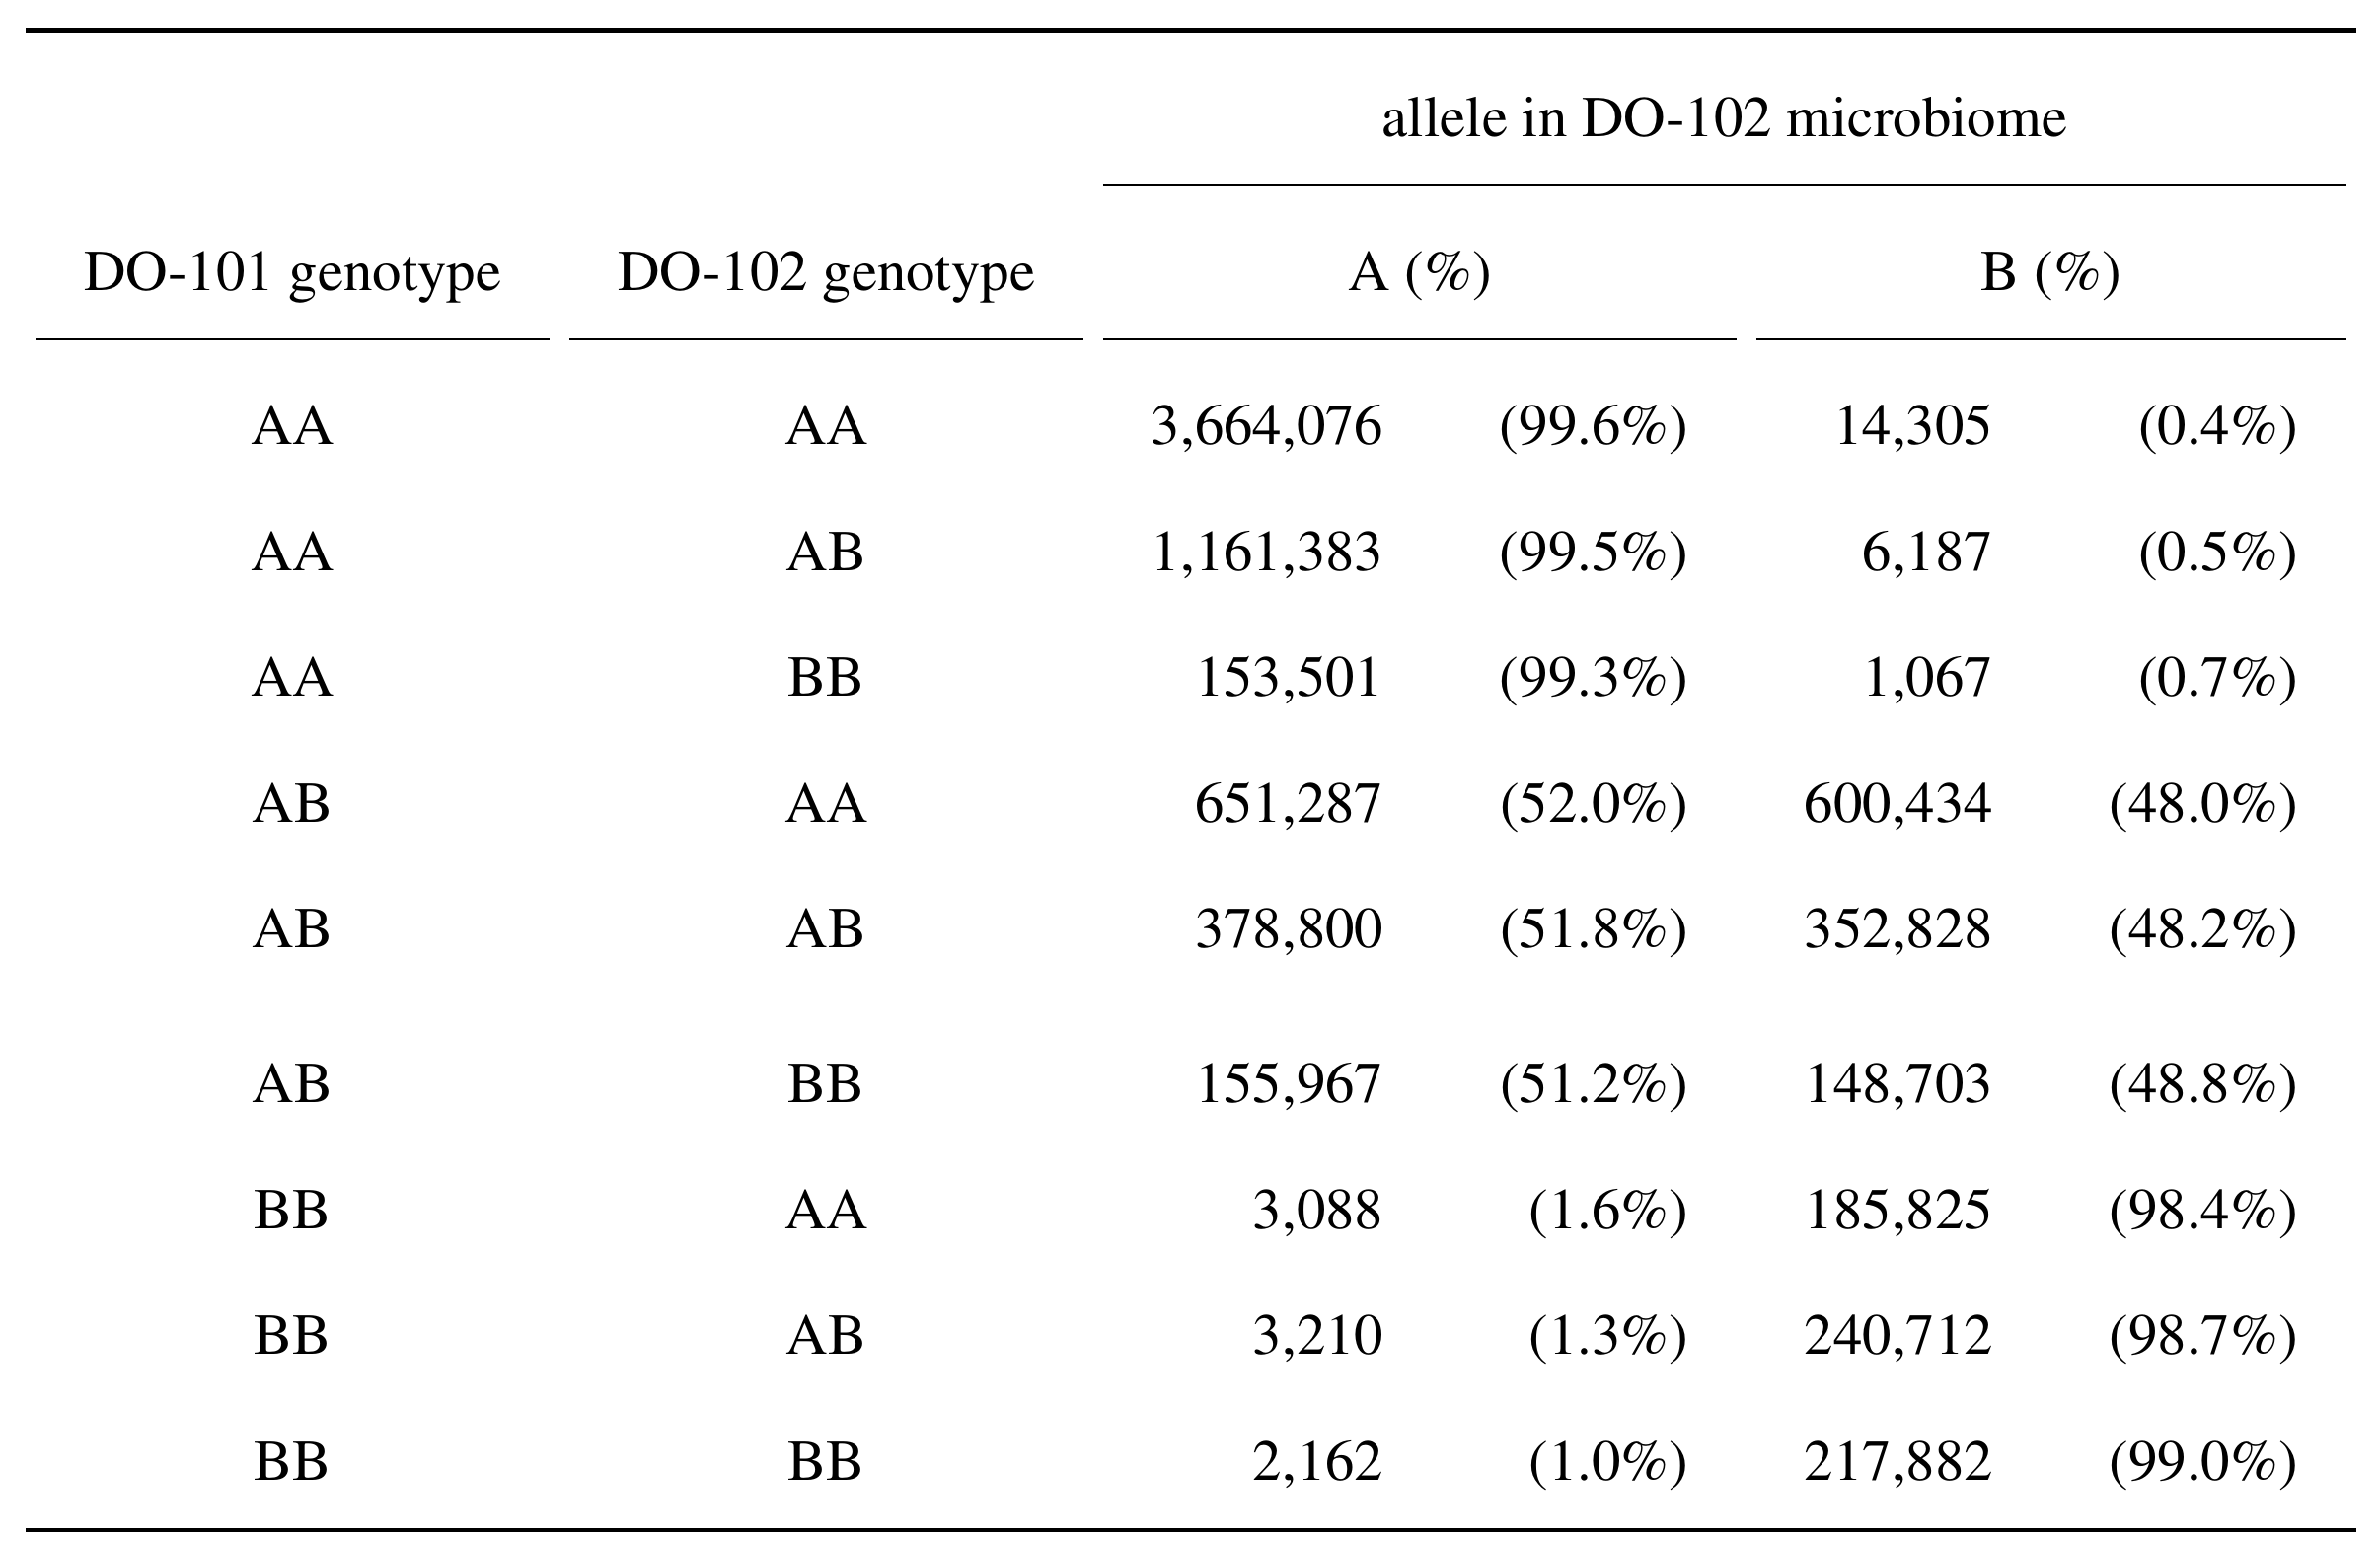 allele in DO-102 microbiome
DO-101 genotype DO-102 genotype A (%) B (%)
AA AA 3,664,076 (99.6%) 14,305 (0.4%)
AA AB 1,161,383 (99.5%) 6,187 (0.5%)
AA BB 153,501 (99.3%) 1,067 (0.7%)
AB AA 651,287 (52.0%) 600,434 (48.0%)
AB AB 378,800 (51.8%) 352,828 (48.2%)
AB BB 155,967 (51.2%) 148,703 (48.8%)
BB AA 3,088 (1.6%) 185,825 (98.4%)
BB AB 3,210 (1.3%) 240,712 (98.7%)
BB BB 2,162 (1.0%) 217,882 (99.0%)